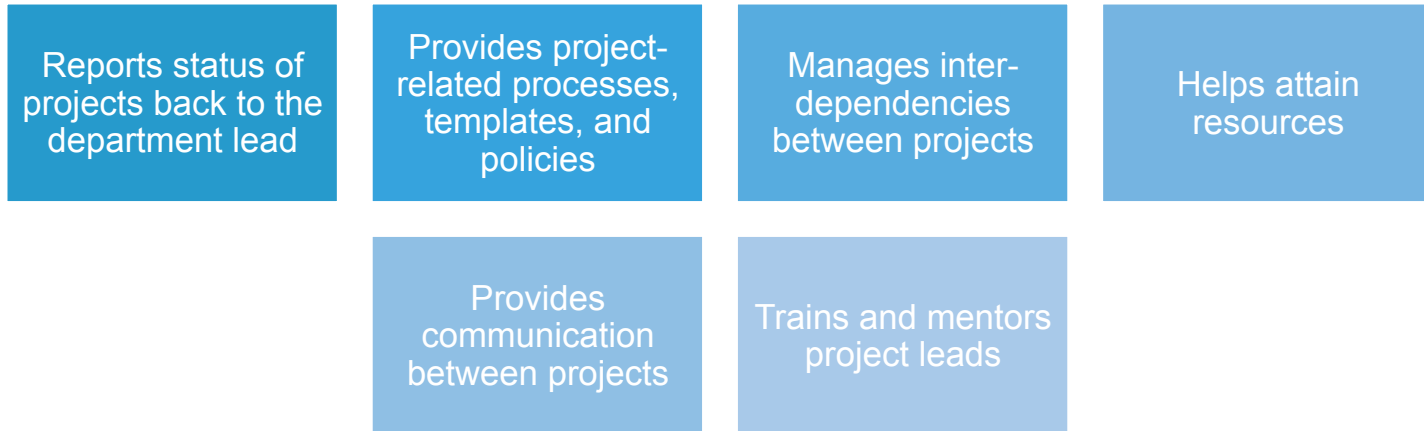 Reports status of
projects back to the
department lead
Provides project-
related processes,
templates, and
policies
Manages inter-
dependencies
between projects
Helps attain
resources
Provides
communication
between projects
Trains and mentors
project leads